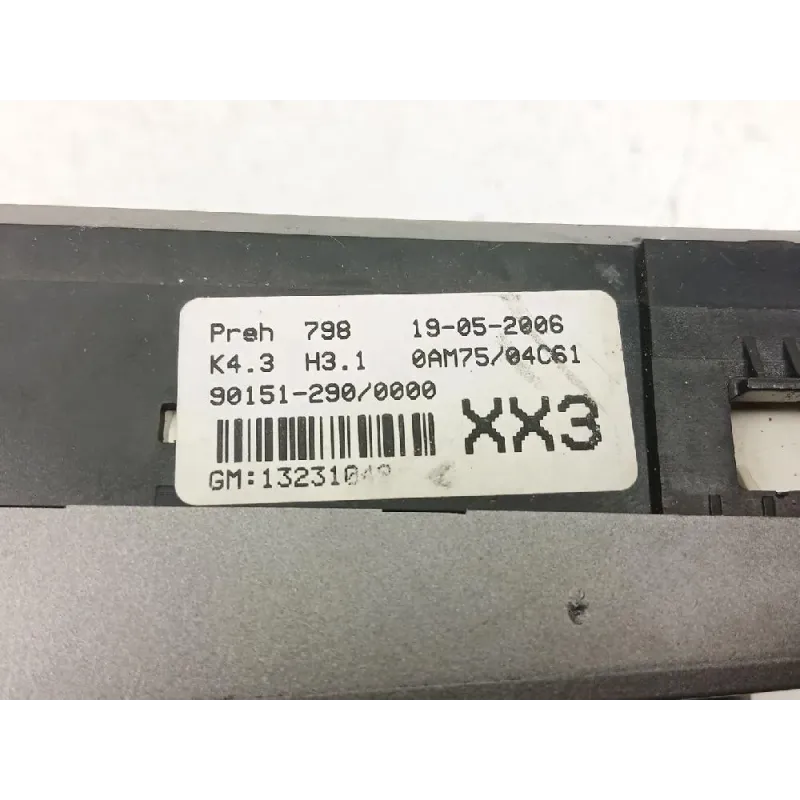 Preh 798 19-05-2006
K4.3 H3.1 0AM75/04C61
90151-290/0000
XX3